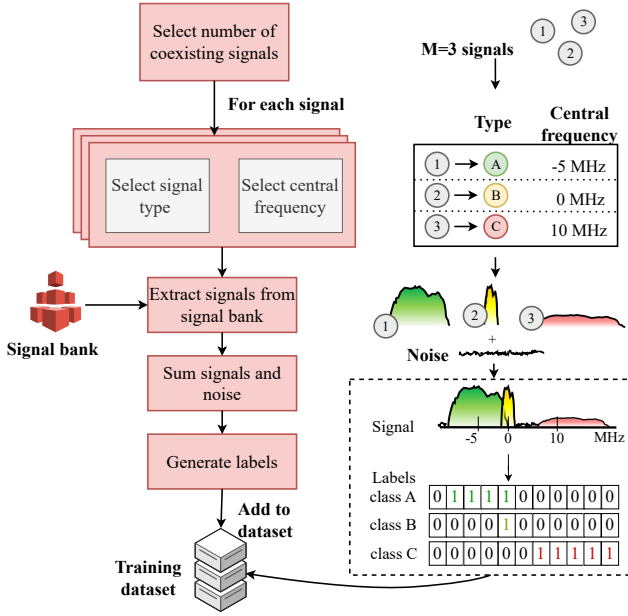 Select number of
coexisting signals
For each signal
Select signal
type
Select central
frequency
Extract signals from
signal bank
Signal bank
Sum signals and
noise
Generate labels
Add to
dataset
Training
dataset
M=3 signals
1
3
2
Type
Central
frequency
1 A -5 MHz
2 B 0 MHz
3 C 10 MHz
1
2
3
+
Noise
Signal
-5 0 10 MHz
Labels
class A 0 1 1 1 1 0 0 0 0 0 0
class B 0 0 0 0 1 0 0 0 0 0 0
class C 0 0 0 0 0 0 1 1 1 1 1